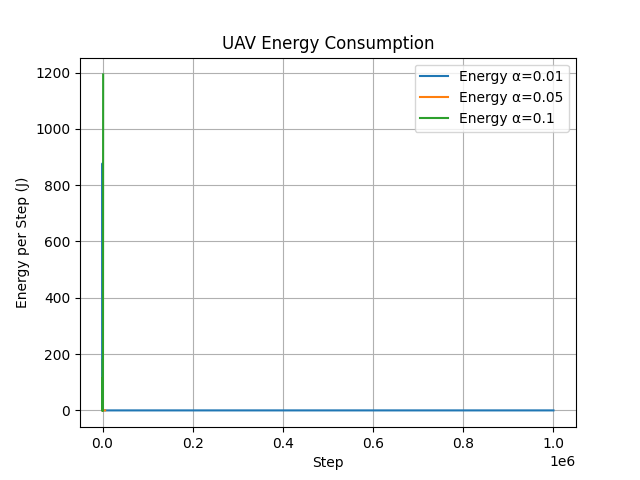 UAV Energy Consumption
Energy α=0.01
Energy α=0.05
Energy α=0.1
Energy per Step (J)
1200
1000
800
600
400
200
0
0.0 0.2 0.4 0.6 0.8 1.0
1e6
Step